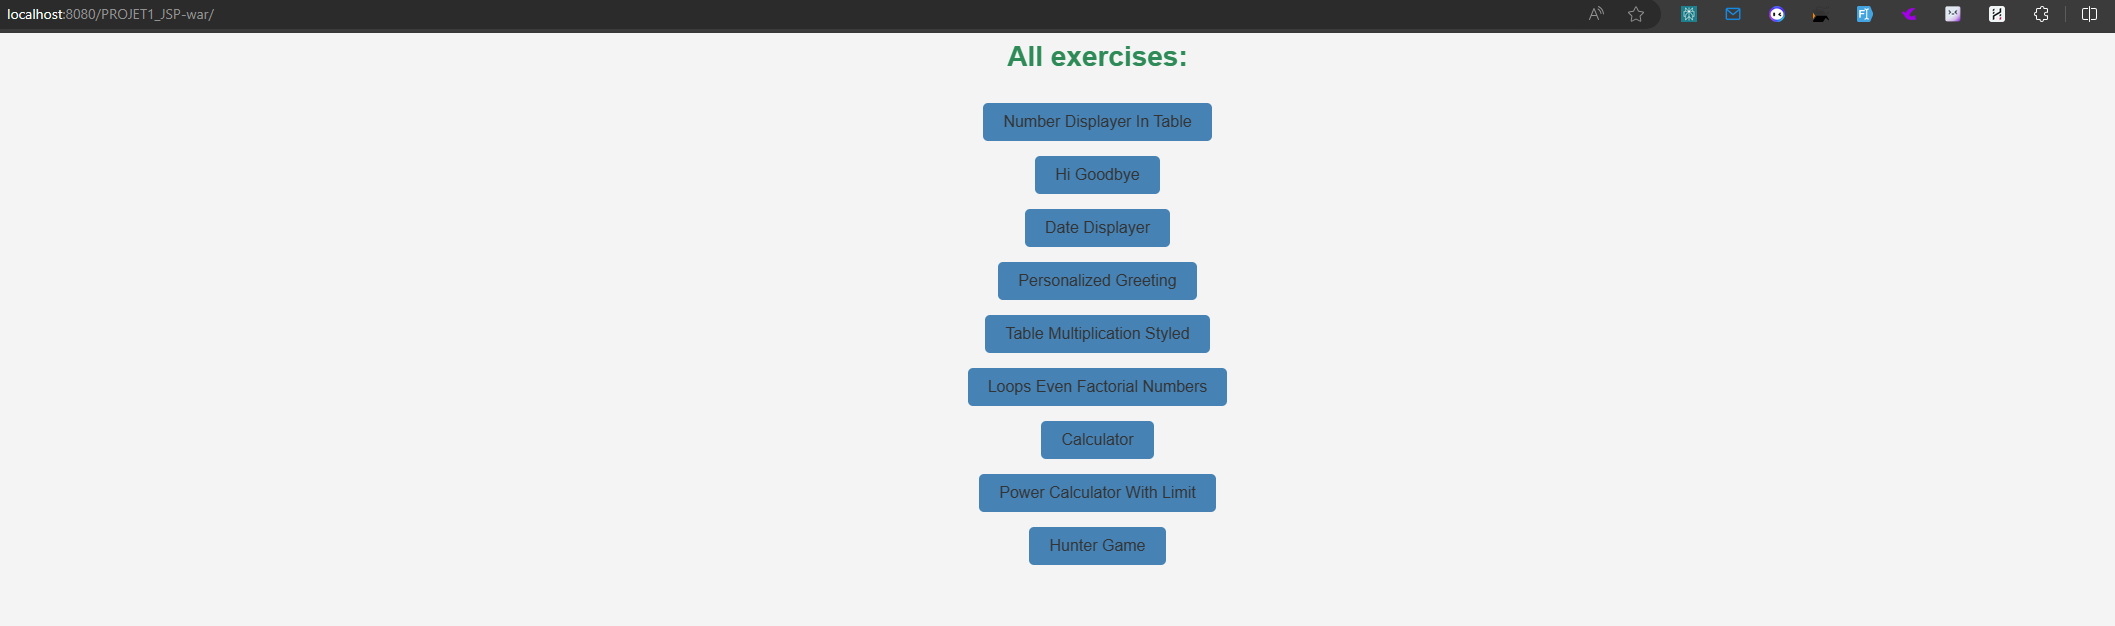 localhost:8080/PROJET1_JSP-war/
All exercises:
Number Displayer In Table
Hi Goodbye
Date Displayer
Personalized Greeting
Table Multiplication Styled
Loops Even Factorial Numbers
Calculator
Power Calculator With Limit
Hunter Game